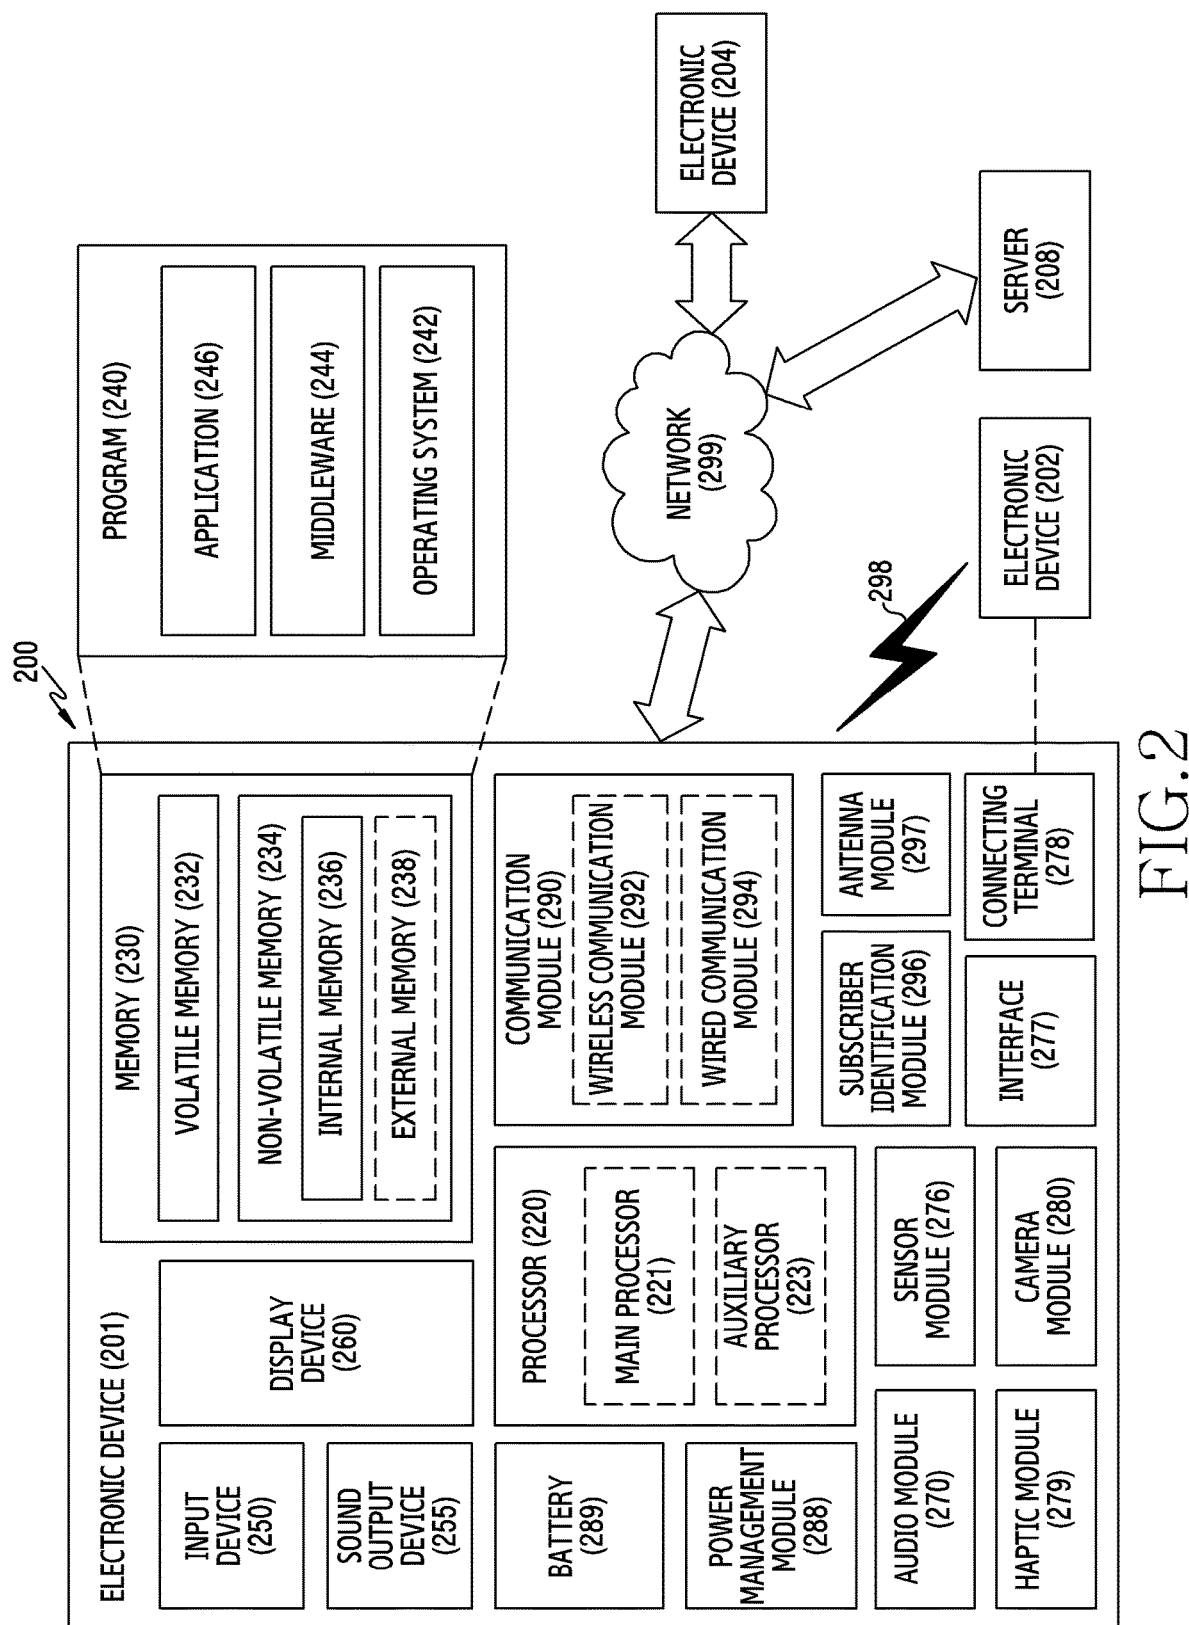 200
ELECTRONIC DEVICE (201)
INPUT
DEVICE
(250)
SOUND
OUTPUT
DEVICE
(255)
DISPLAY
DEVICE
(260)
MEMORY (230)
VOLATILE MEMORY (232)
NON-VOLATILE MEMORY (234)
INTERNAL MEMORY (236)
EXTERNAL MEMORY (238)
PROGRAM (240)
APPLICATION (246)
MIDDLEWARE (244)
OPERATING SYSTEM (242)
BATTERY
(289)
POWER
MANAGEMENT
MODULE
(288)
PROCESSOR (220)
MAIN PROCESSOR
(221)
AUXILIARY
PROCESSOR
(223)
COMMUNICATION
MODULE (290)
WIRELESS COMMUNICATION
MODULE (292)
WIRED COMMUNICATION
MODULE (294)
NETWORK
(299)
ELECTRONIC
DEVICE (204)
AUDIO MODULE
(270)
SENSOR
MODULE (276)
SUBSCRIBER
IDENTIFICATION
MODULE (296)
ANTENNA
MODULE
(297)
298
HAPTIC MODULE
(279)
CAMERA
MODULE (280)
INTERFACE
(277)
CONNECTING
TERMINAL
(278)
ELECTRONIC
DEVICE (202)
SERVER
(208)
FIG.2